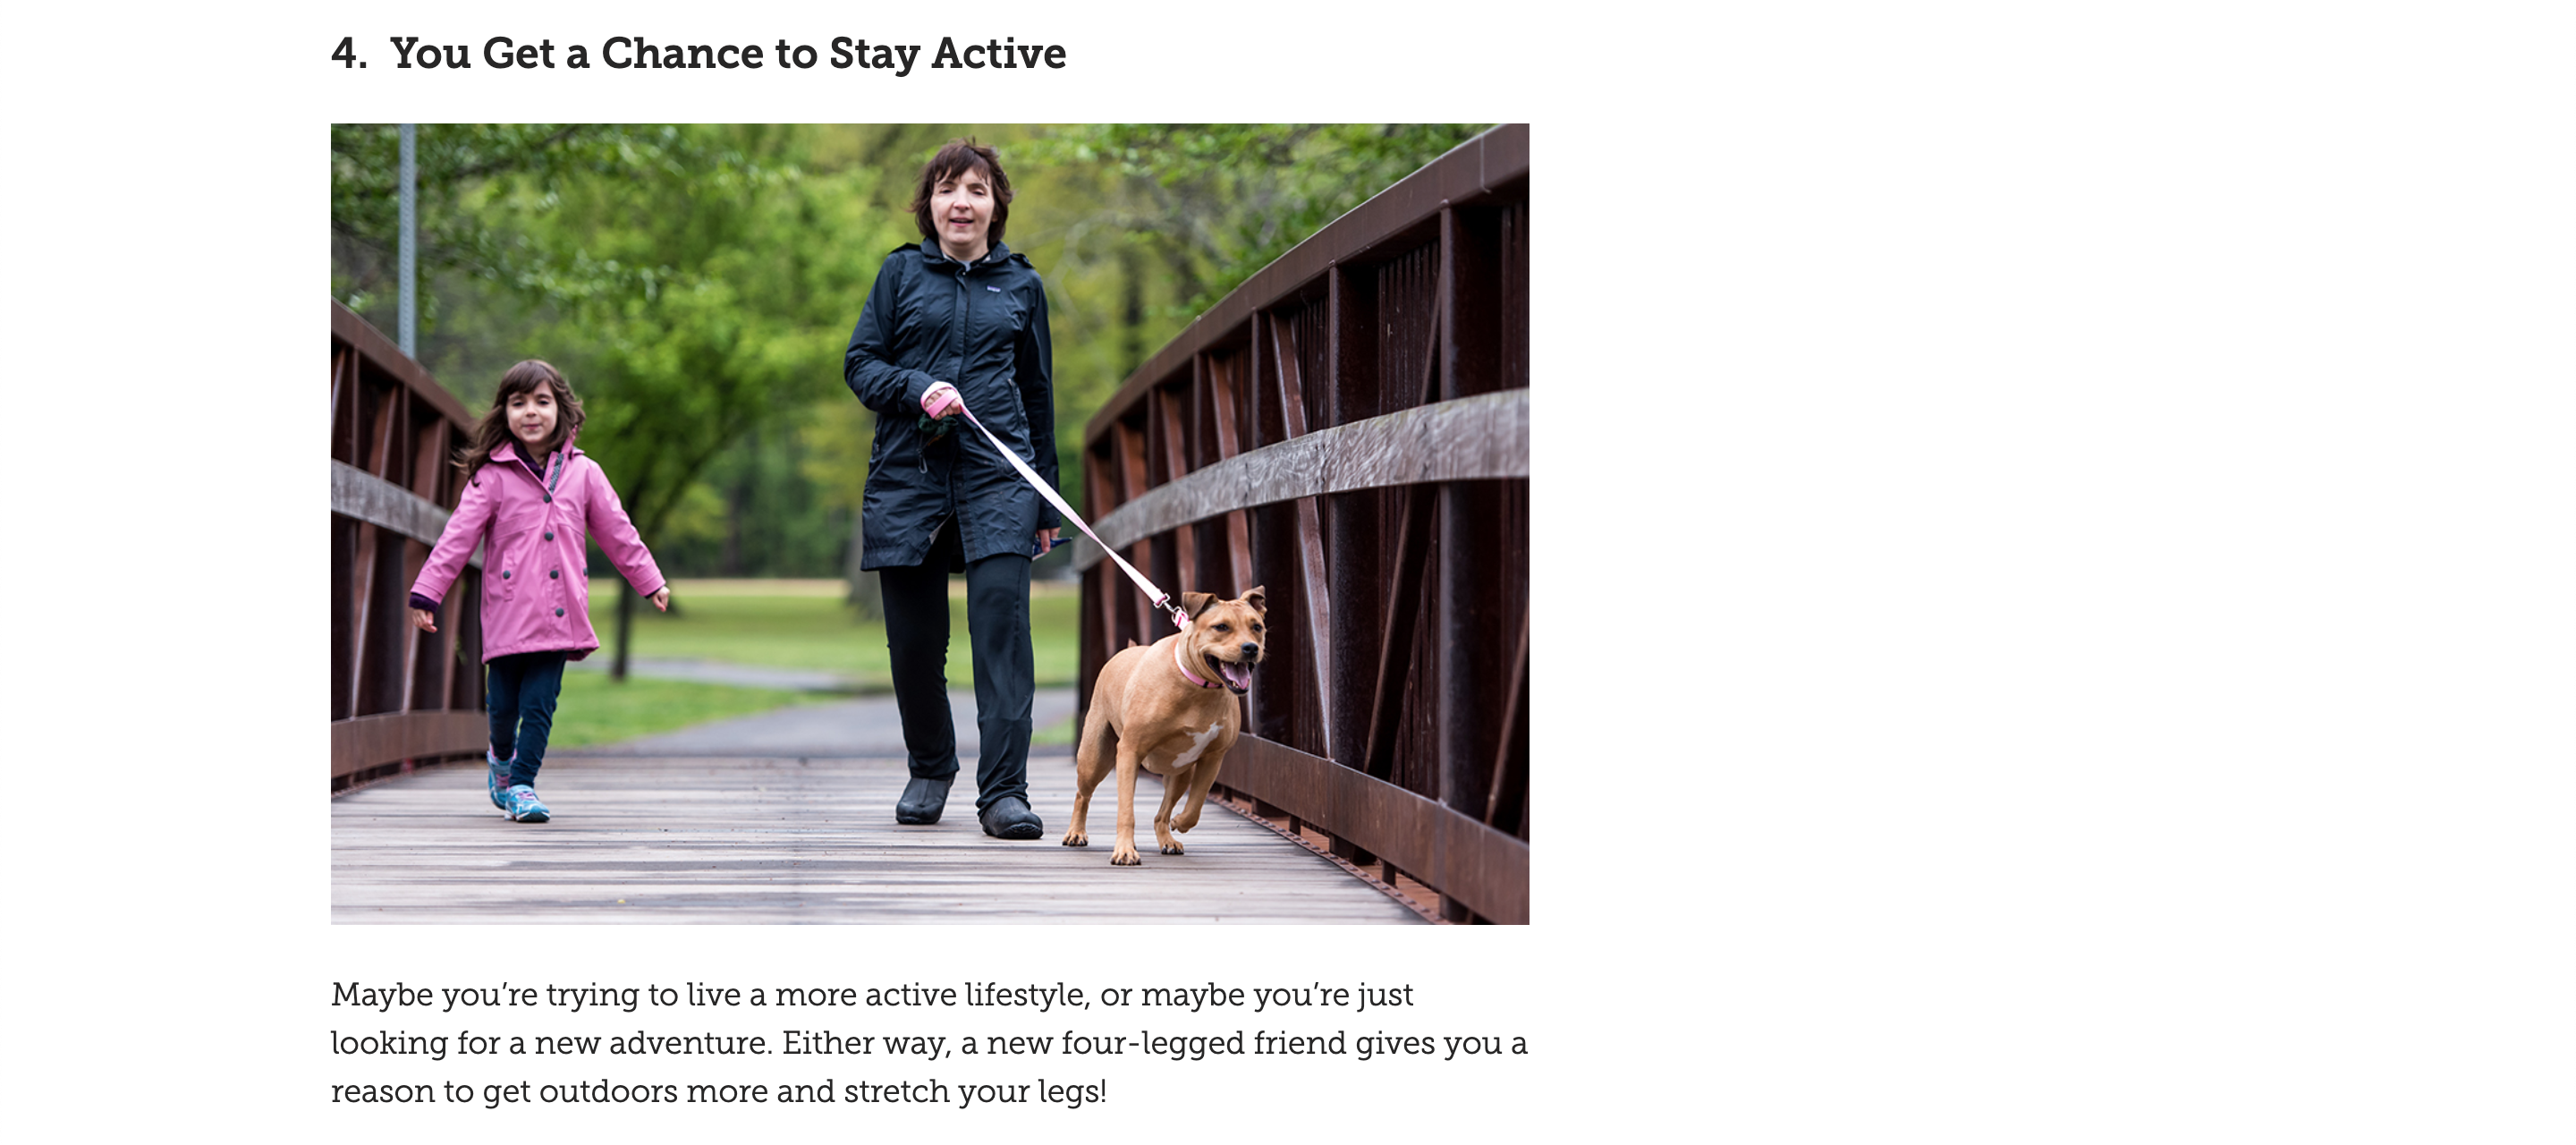 4. You Get a Chance to Stay Active
Maybe you’re trying to live a more active lifestyle, or maybe you’re just
looking for a new adventure. Either way, a new four-legged friend gives you a
reason to get outdoors more and stretch your legs!